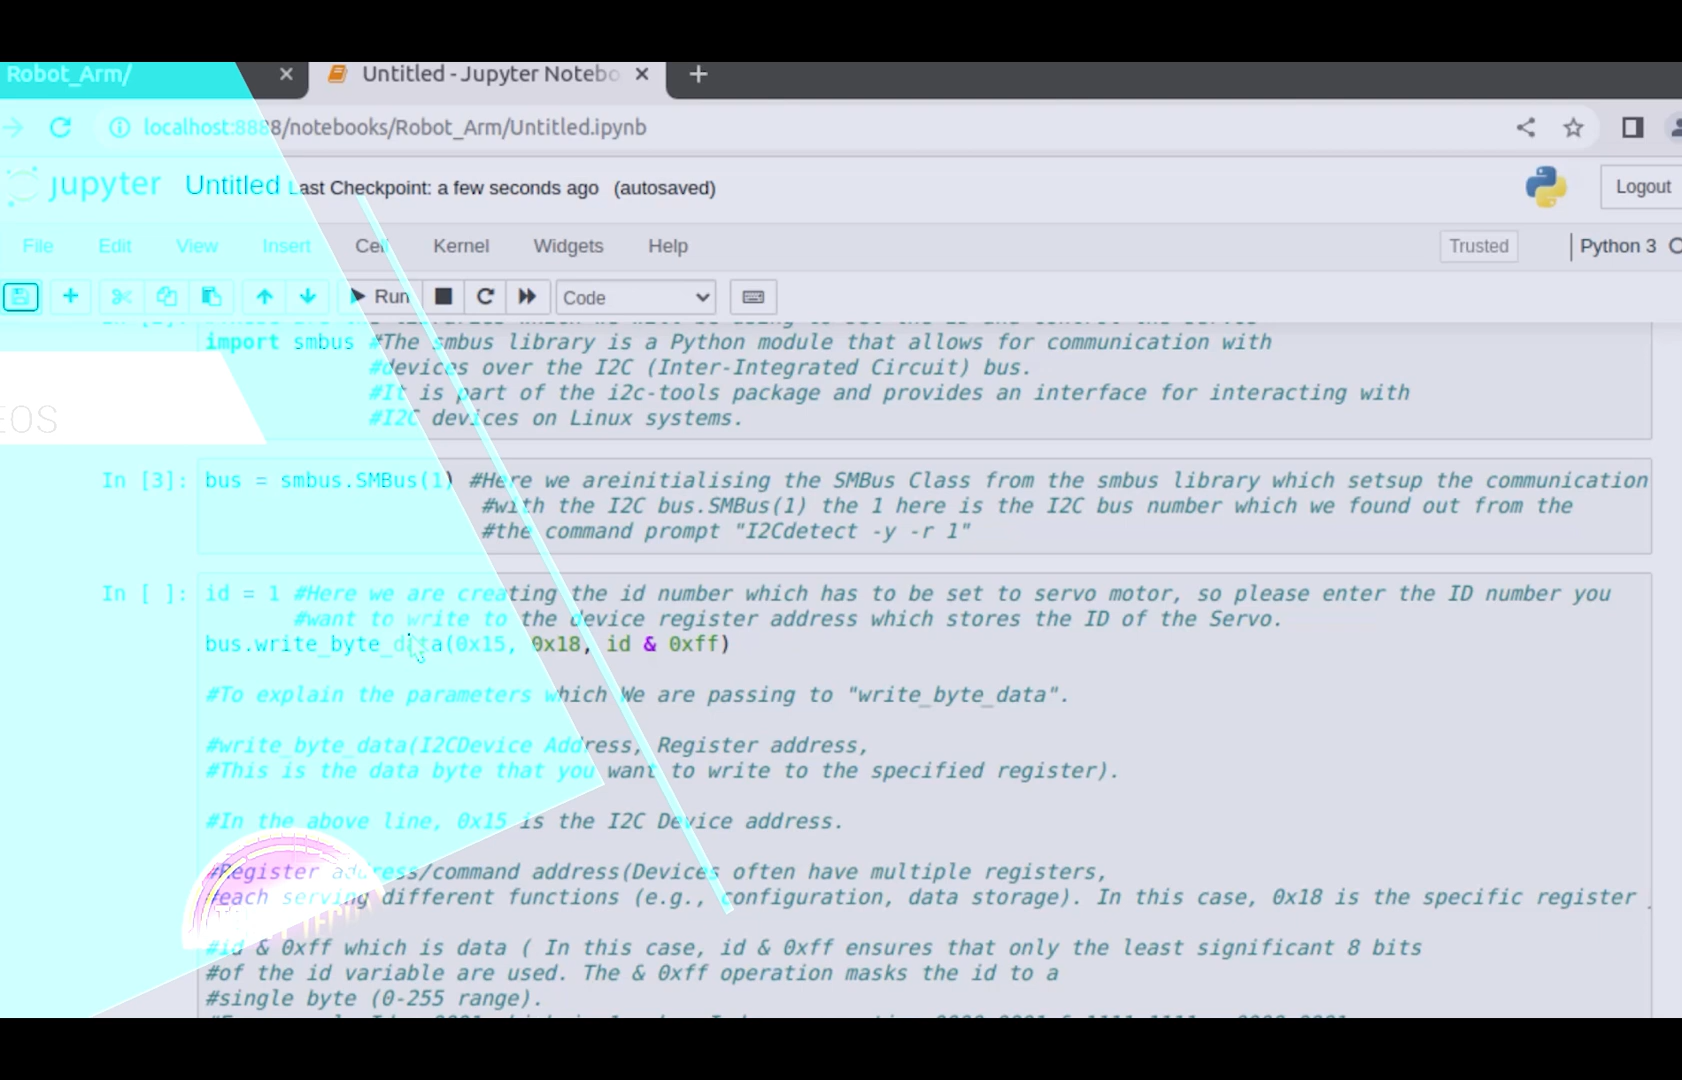 Robot_Arm/
Untitled - Jupyter Notebo
localhost:8888/notebooks/Robot_Arm/Untitled.ipynb
jupyter Untitled Last Checkpoint: a few seconds ago (autosaved)
Logout
File Edit View Insert Cell Kernel Widgets Help
Trusted
Python 3
Run
Code
import smbus #The smbus library is a Python module that allows for communication with
#devices over the I2C (Inter-Integrated Circuit) bus.
#It is part of the i2c-tools package and provides an interface for interacting with
#I2C devices on Linux systems.
EOS
In [3]: bus = smbus.SMBus(1) #Here we areinitialising the SMBus Class from the smbus library which setsup the communication
#with the I2C bus.SMBus(1) the 1 here is the I2C bus number which we found out from the
#the command prompt "I2Cdetect -y -r 1"
In [ ]: id = 1 #Here we are creating the id number which has to be set to servo motor, so please enter the ID number you
#want to write to the device register address which stores the ID of the Servo.
bus.write_byte_data(0x15, 0x18, id & 0xff)
#To explain the parameters which We are passing to "write_byte_data".
#write_byte_data(I2CDevice Address, Register address,
#This is the data byte that you want to write to the specified register).
#In the above line, 0x15 is the I2C Device address.
#Register address/command address(Devices often have multiple registers,
#each serving different functions (e.g., configuration, data storage). In this case, 0x18 is the specific register
#id & 0xff which is data ( In this case, id & 0xff ensures that only the least significant 8 bits
#of the id variable are used. The & 0xff operation masks the id to a
#single byte (0-255 range).